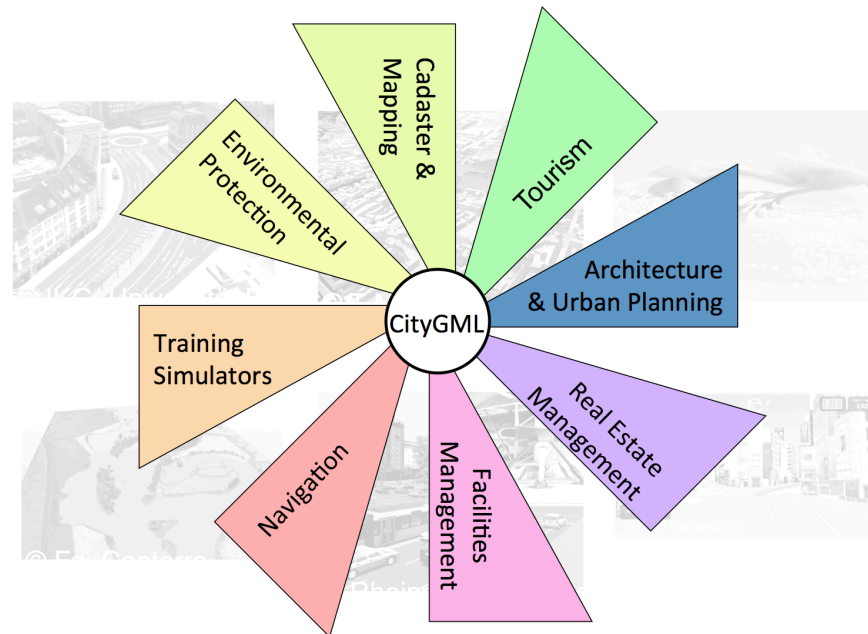 Cadaster &
Mapping
Tourism
Environmental
Protection
Architecture
& Urban Planning
CityGML
Training
Simulators
Real Estate
Management
Navigation
Facilities
Management